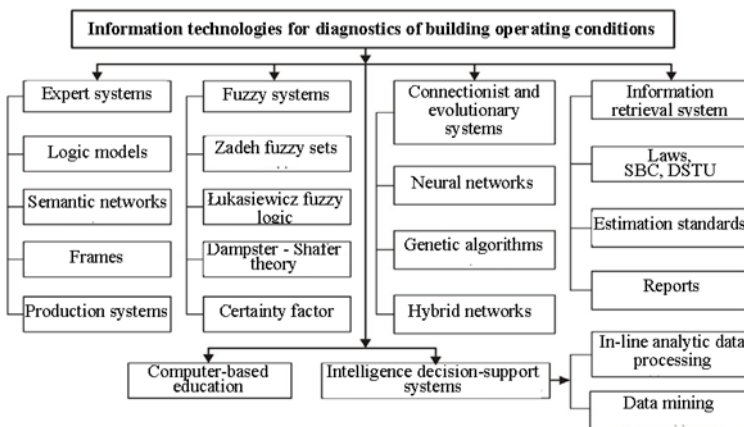 Information technologies for diagnostics of building operating conditions
Expert systems
Logic models
Semantic networks
Frames
Production systems
Fuzzy systems
Zadeh fuzzy sets
Łukasiewicz fuzzy
logic
Dampster - Shafer
theory
Certainty factor
Connectionist and
evolutionary
systems
Neural networks
Genetic algorithms
Hybrid networks
Information
retrieval system
Laws,
SBC, DSTU
Estimation standards
Reports
Computer-based
education
Intelligence decision-support
systems
In-line analytic data
processing
Data mining